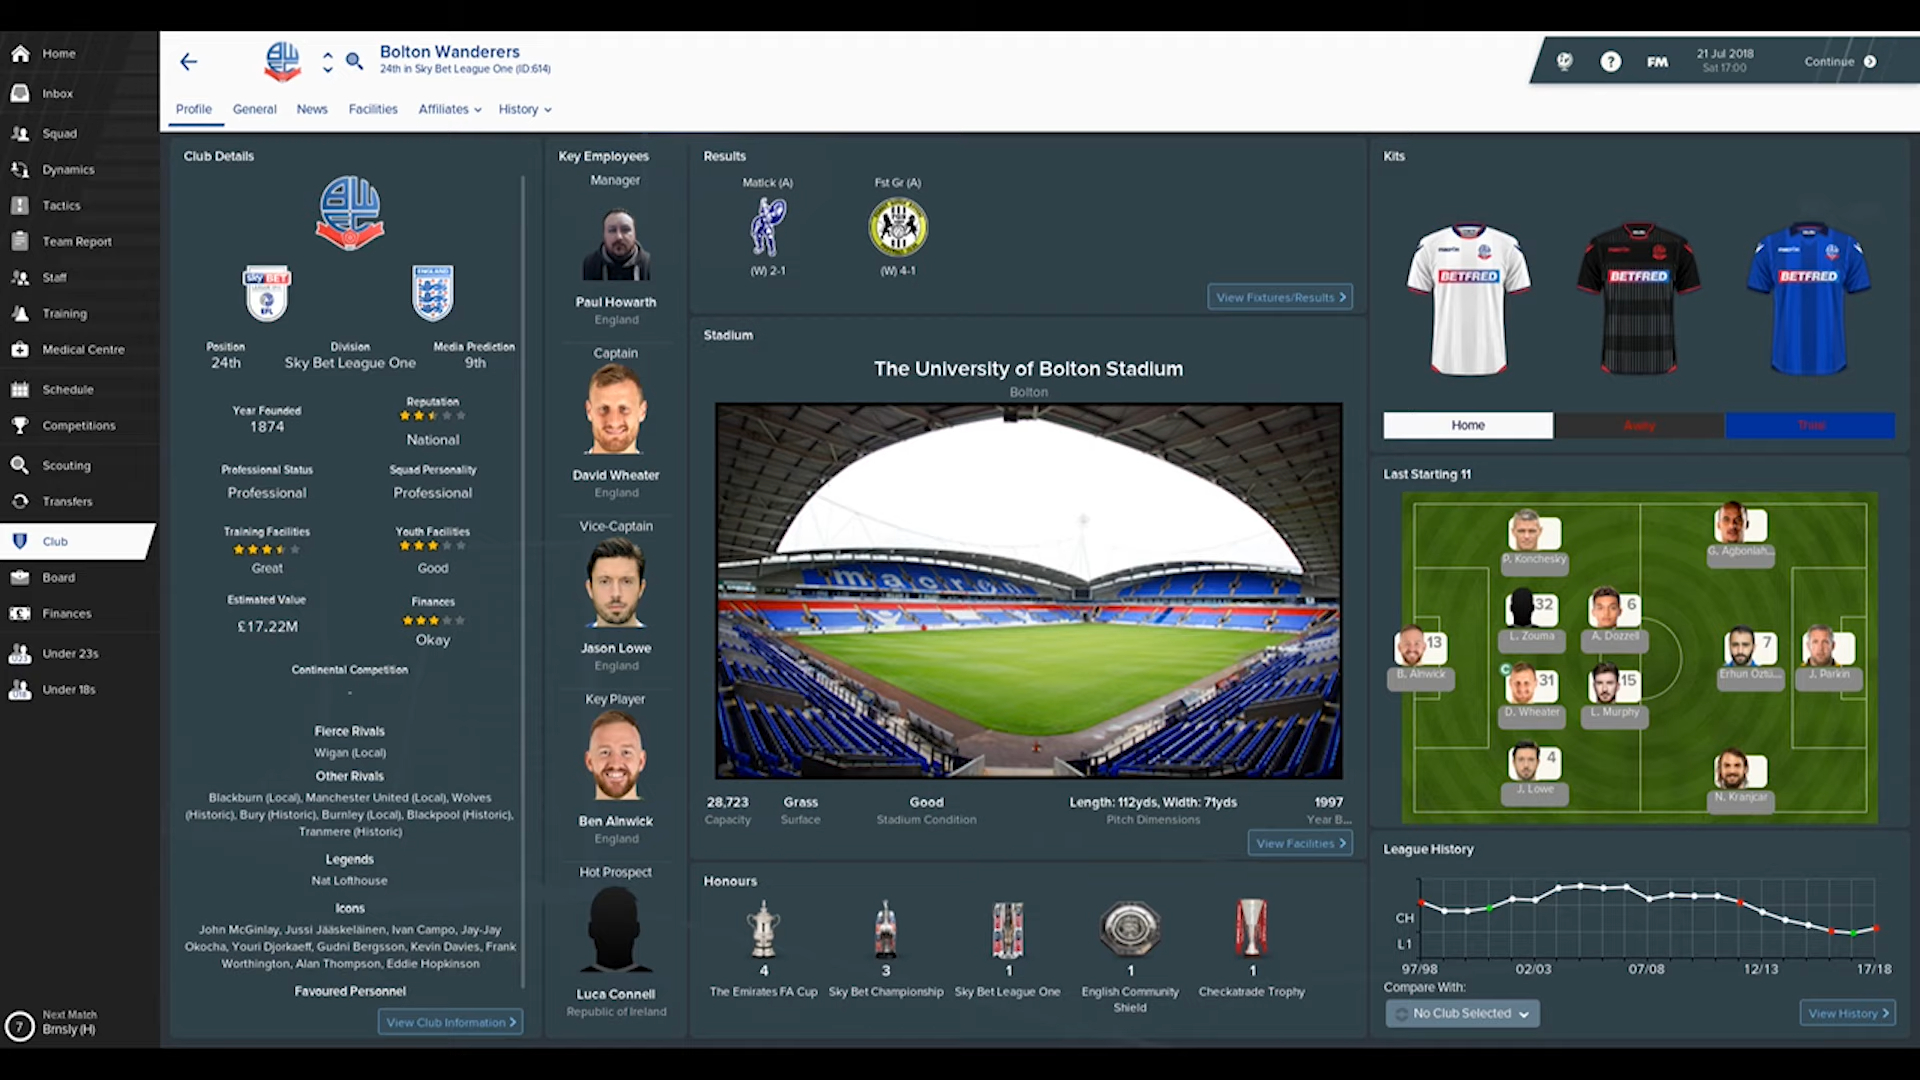 Home
Inbox
Squad
Dynamics
Tactics
Team Report
Staff
Training
Medical Centre
Schedule
Competitions
Scouting
Transfers
Club
Board
Finances
Under 23s
Under 18s
7
Next Match
Brnsly (H)
Bolton Wanderers
24th in Sky Bet League One (ID:614)
?
FM
21 Jul 2018
Sat 17:00
Continue
Profile
General
News
Facilities
Affiliates
History
Club Details
Position
24th
Division
Sky Bet League One
Media Prediction
9th
Year Founded
1874
Reputation
National
Professional Status
Professional
Squad Personality
Professional
Training Facilities
Great
Youth Facilities
Good
Estimated Value
£17.22M
Finances
Okay
Continental Competition
-
Fierce Rivals
Wigan (Local)
Other Rivals
Blackburn (Local), Manchester United (Local), Wolves
(Historic), Bury (Historic), Burnley (Local), Blackpool (Historic),
Tranmere (Historic)
Legends
Nat Lofthouse
Icons
John McGinlay, Jussi Jääskeläinen, Ivan Campo, Jay-Jay
Okocha, Youri Djorkaeff, Gudni Bergsson, Kevin Davies, Frank
Worthington, Alan Thompson, Eddie Hopkinson
Favoured Personnel
View Club Information
Key Employees
Manager
Paul Howarth
England
Captain
David Wheater
England
Vice-Captain
Jason Lowe
England
Key Player
Ben Alnwick
England
Hot Prospect
Luca Connell
Republic of Ireland
Results
Matlck (A)
(W) 2-1
Fst Gr (A)
(W) 4-1
View Fixtures/Results
Stadium
The University of Bolton Stadium
Bolton
macron
28,723
Capacity
Grass
Surface
Good
Stadium Condition
Length: 112yds, Width: 71yds
Pitch Dimensions
1997
Year B...
View Facilities
Honours
4
The Emirates FA Cup
3
Sky Bet Championship
1
Sky Bet League One
1
English Community
Shield
1
Checkatrade Trophy
Kits
BETFRED
BETFRED
BETFRED
Home
Away
Third
Last Starting 11
P. Konchesky
G. Agbonlah...
32
L. Zouma
6
A. Dozzell
13
B. Alnwick
7
Erhun Oztu...
J. Parkin
C
31
D. Wheater
15
L. Murphy
4
J. Lowe
N. Kranjcar
League History
CH
L1
97/98
02/03
07/08
12/13
17/18
Compare With:
No Club Selected
View History